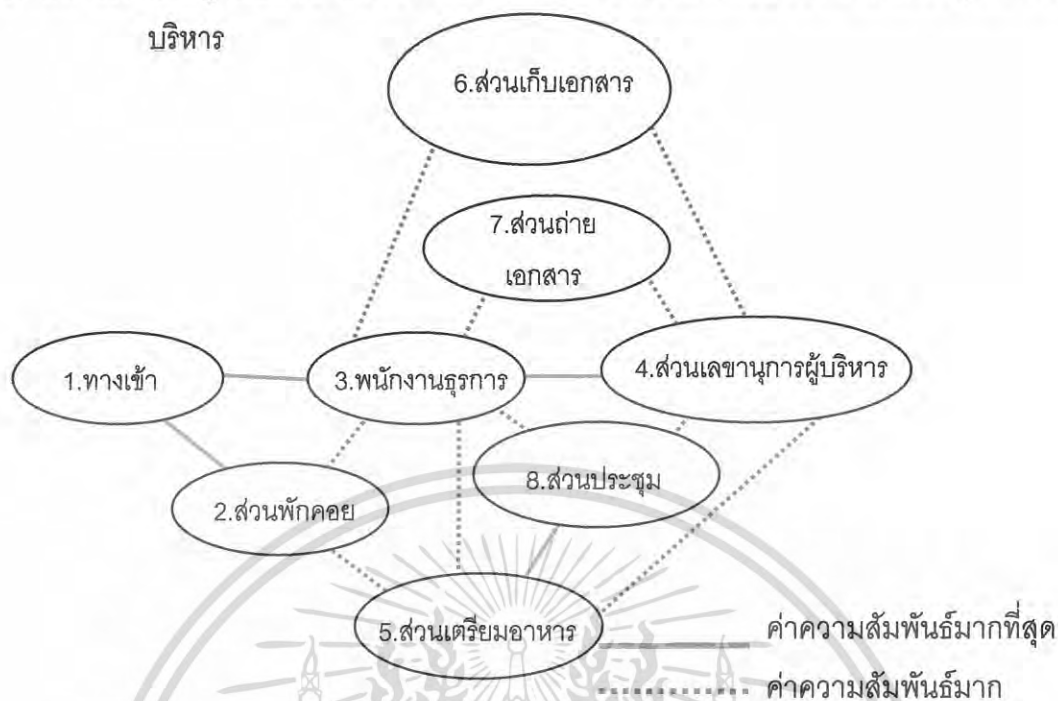 บริหาร
6.ส่วนเก็บเอกสาร
7.ส่วนถ่าย
เอกสาร
1.ทางเข้า
3.พนักงานธุรการ
4.ส่วนเลขานุการผู้บริหาร
2.ส่วนพักคอย
8.ส่วนประชุม
5.ส่วนเตรียมอาหาร
ค่าความสัมพันธ์มากที่สุด
ค่าความสัมพันธ์มาก